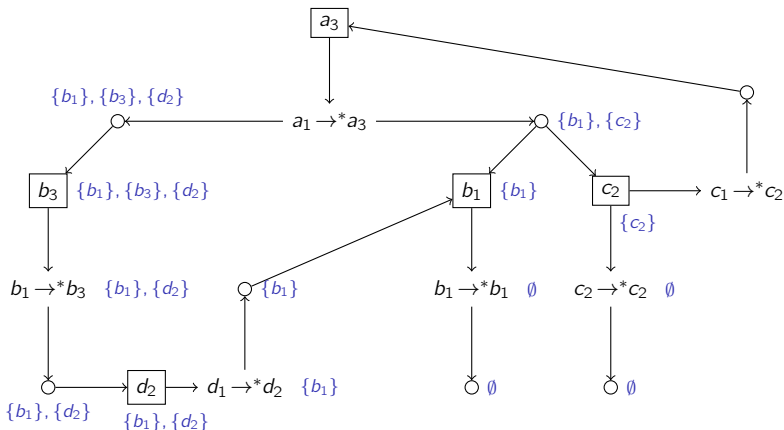 a₃
{b₁}, {b₃}, {d₂}
a₁ →* a₃
{b₁}, {c₂}
b₃ {b₁}, {b₃}, {d₂}
b₁ {b₁}
c₂
c₁ →* c₂
{c₂}
b₁ →* b₃ {b₁}, {d₂}
{b₁}
b₁ →* b₁ ∅
c₂ →* c₂ ∅
{b₁}, {d₂}
d₂
d₁ →* d₂ {b₁}
∅
∅
{b₁}, {d₂}